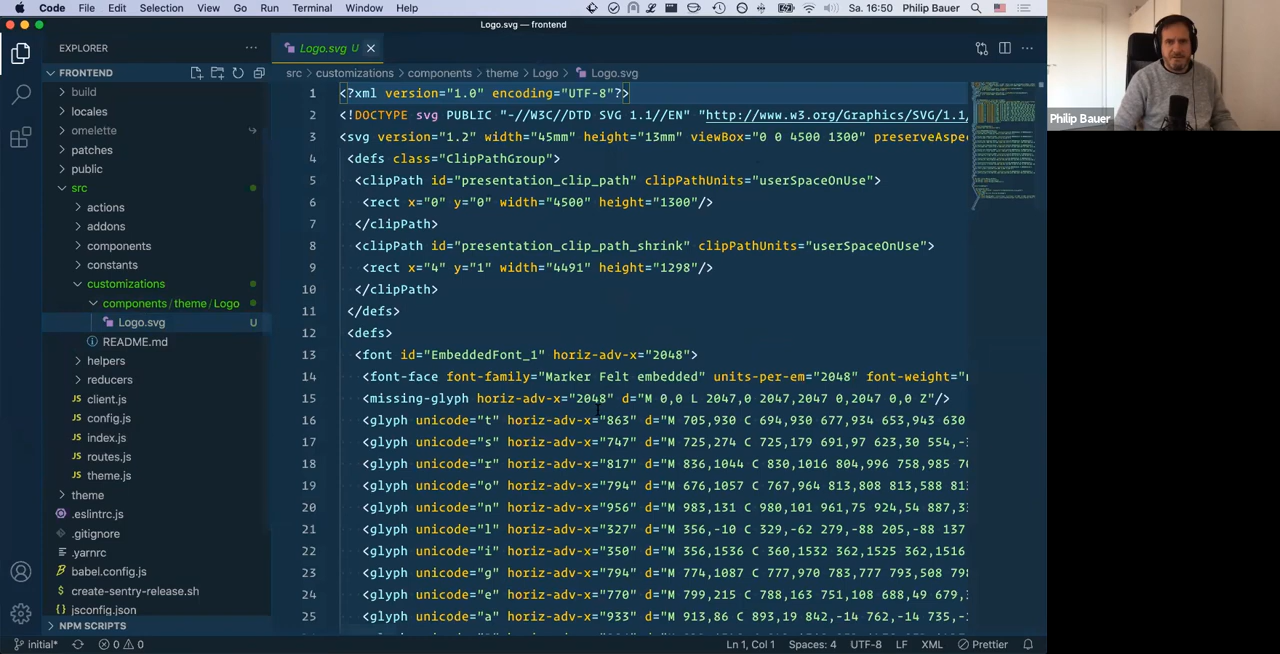 Code File Edit Selection View Go Run Terminal Window Help Sa. 16:50 Philip Bauer
Logo.svg — frontend
EXPLORER
Logo.svg U
FRONTEND
src > customizations > components > theme > Logo > Logo.svg
build
locales
omelette
patches
public
src
actions
addons
components
constants
customizations
components / theme / Logo
Logo.svg U
README.md
helpers
reducers
client.js
config.js
index.js
routes.js
theme.js
theme
.eslintrc.js
.gitignore
.yarnrc
babel.config.js
create-sentry-release.sh
jsconfig.json
NPM SCRIPTS
1 <?xml version="1.0" encoding="UTF-8"?>
2 <!DOCTYPE svg PUBLIC "-//W3C//DTD SVG 1.1//EN" "http://www.w3.org/Graphics/SVG/1.1/
3 <svg version="1.2" width="45mm" height="13mm" viewBox="0 0 4500 1300" preserveAspe
4 <defs class="ClipPathGroup">
5 <clipPath id="presentation_clip_path" clipPathUnits="userSpaceOnUse">
6 <rect x="0" y="0" width="4500" height="1300"/>
7 </clipPath>
8 <clipPath id="presentation_clip_path_shrink" clipPathUnits="userSpaceOnUse">
9 <rect x="4" y="1" width="4491" height="1298"/>
10 </clipPath>
11 </defs>
12 <defs>
13 <font id="EmbeddedFont_1" horiz-adv-x="2048">
14 <font-face font-family="Marker Felt embedded" units-per-em="2048" font-weight="
15 <missing-glyph horiz-adv-x="2048" d="M 0,0 L 2047,0 2047,2047 0,2047 0,0 Z"/>
16 <glyph unicode="t" horiz-adv-x="863" d="M 705,930 C 694,930 677,934 653,943 630
17 <glyph unicode="s" horiz-adv-x="747" d="M 725,274 C 725,179 691,97 623,30 554,-
18 <glyph unicode="r" horiz-adv-x="817" d="M 836,1044 C 830,1016 804,996 758,985
19 <glyph unicode="o" horiz-adv-x="794" d="M 676,1057 C 767,964 813,808 813,588
20 <glyph unicode="n" horiz-adv-x="956" d="M 983,131 C 980,101 961,75 924,54
21 <glyph unicode="l" horiz-adv-x="327" d="M 356,-10 C 329,-62 279,-88 205,-88 137
22 <glyph unicode="i" horiz-adv-x="350" d="M 356,1536 C 360,1532 362,1525 362,1516
23 <glyph unicode="g" horiz-adv-x="794" d="M 774,1087 C 777,970 783,777 793,508
24 <glyph unicode="e" horiz-adv-x="770" d="M 799,215 C 788,163 751,108 688,49
25 <glyph unicode="a" horiz-adv-x="933" d="M 913,86 C 893,19 842,-14 762,-14 735,-
initial* 0 0 Ln 1, Col 1 Spaces: 4 UTF-8 LF XML Prettier
Philip Bauer